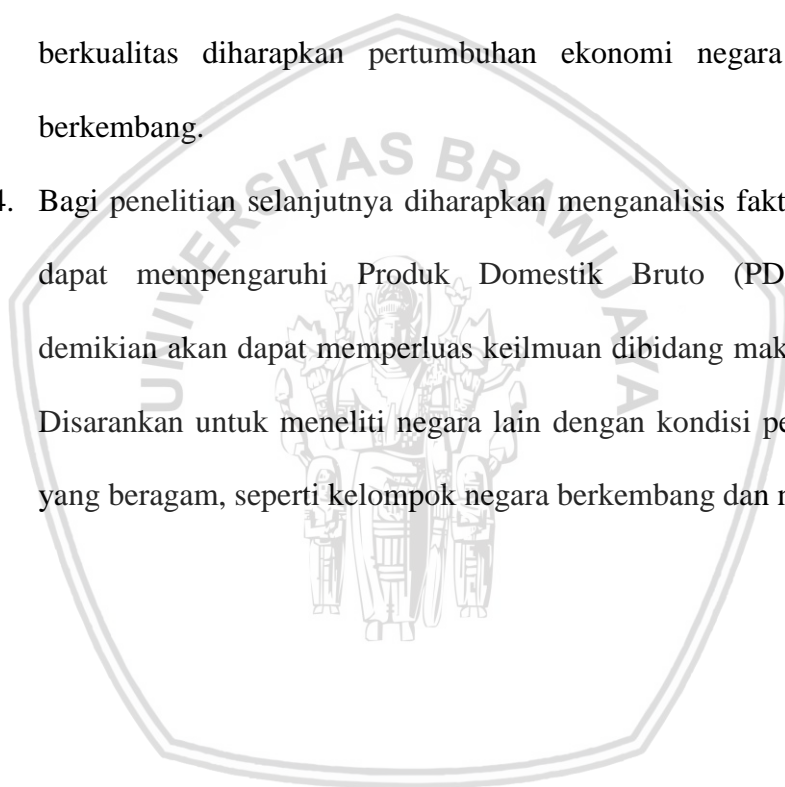 berkualitas diharapkan pertumbuhan ekonomi negara
berkembang.
4. Bagi penelitian selanjutnya diharapkan menganalisis fakt
dapat mempengaruhi Produk Domestik Bruto (PD
demikian akan dapat memperluas keilmuan dibidang mak
Disarankan untuk meneliti negara lain dengan kondisi pe
yang beragam, seperti kelompok negara berkembang dan
UNIVERSITAS BRAWIJAYA